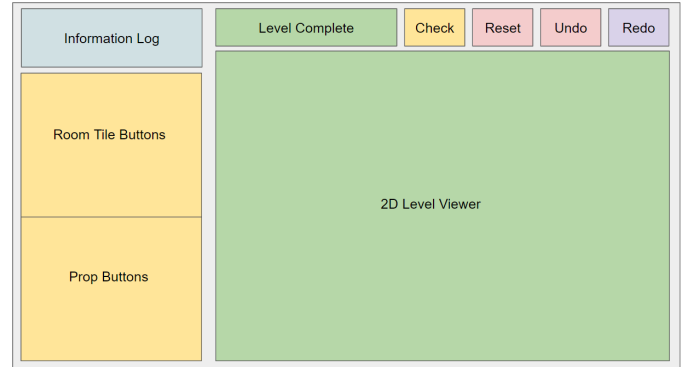 Information Log
Level Complete
Check
Reset
Undo
Redo
Room Tile Buttons
2D Level Viewer
Prop Buttons